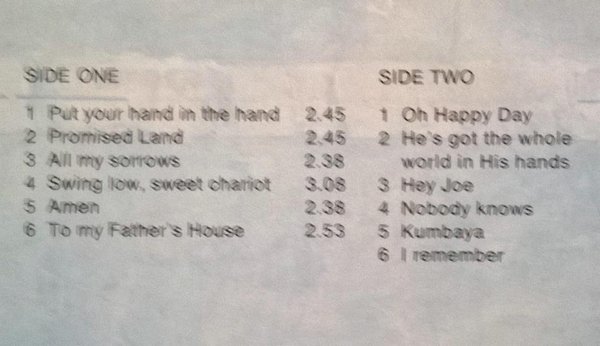 SIDE ONE
1 Put your hand in the hand 2.45
2 Promised Land 2.45
3 All my sorrows 2.38
4 Swing low, sweet chariot 3.08
5 Amen 2.38
6 To my Father's House 2.53
SIDE TWO
1 Oh Happy Day
2 He's got the whole
world in His hands
3 Hey Joe
4 Nobody knows
5 Kumbaya
6 I remember